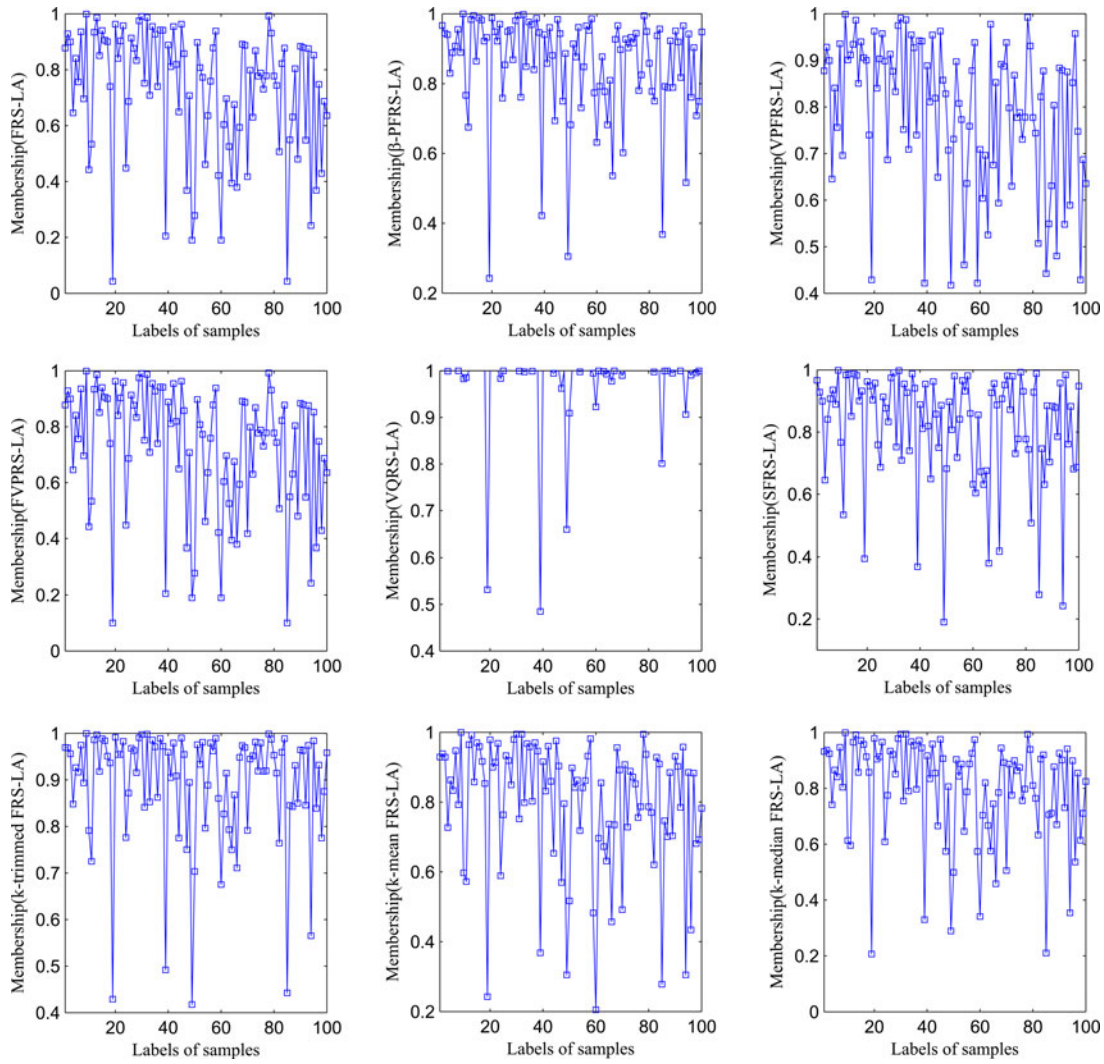 Membership(FRS-LA)
1
0.8
0.6
0.4
0.2
0
20 40 60 80 100
Labels of samples
Membership(β-PFRS-LA)
1
0.9
0.8
0.7
0.6
0.5
0.4
0.3
0.2
20 40 60 80 100
Labels of samples
Membership(VPFRS-LA)
1
0.9
0.8
0.7
0.6
0.5
0.4
20 40 60 80 100
Labels of samples
Membership(FVPRS-LA)
1
0.8
0.6
0.4
0.2
0
20 40 60 80 100
Labels of samples
Membership(VQRS-LA)
1
0.9
0.8
0.7
0.6
0.5
0.4
20 40 60 80 100
Labels of samples
Membership(SFRS-LA)
1
0.8
0.6
0.4
0.2
20 40 60 80 100
Labels of samples
Membership(k-trimmed FRS-LA)
1
0.9
0.8
0.7
0.6
0.5
0.4
20 40 60 80 100
Labels of samples
Membership(k-mean FRS-LA)
1
0.8
0.6
0.4
0.2
20 40 60 80 100
Labels of samples
Membership(k-median FRS-LA)
1
0.8
0.6
0.4
0.2
0
20 40 60 80 100
Labels of samples